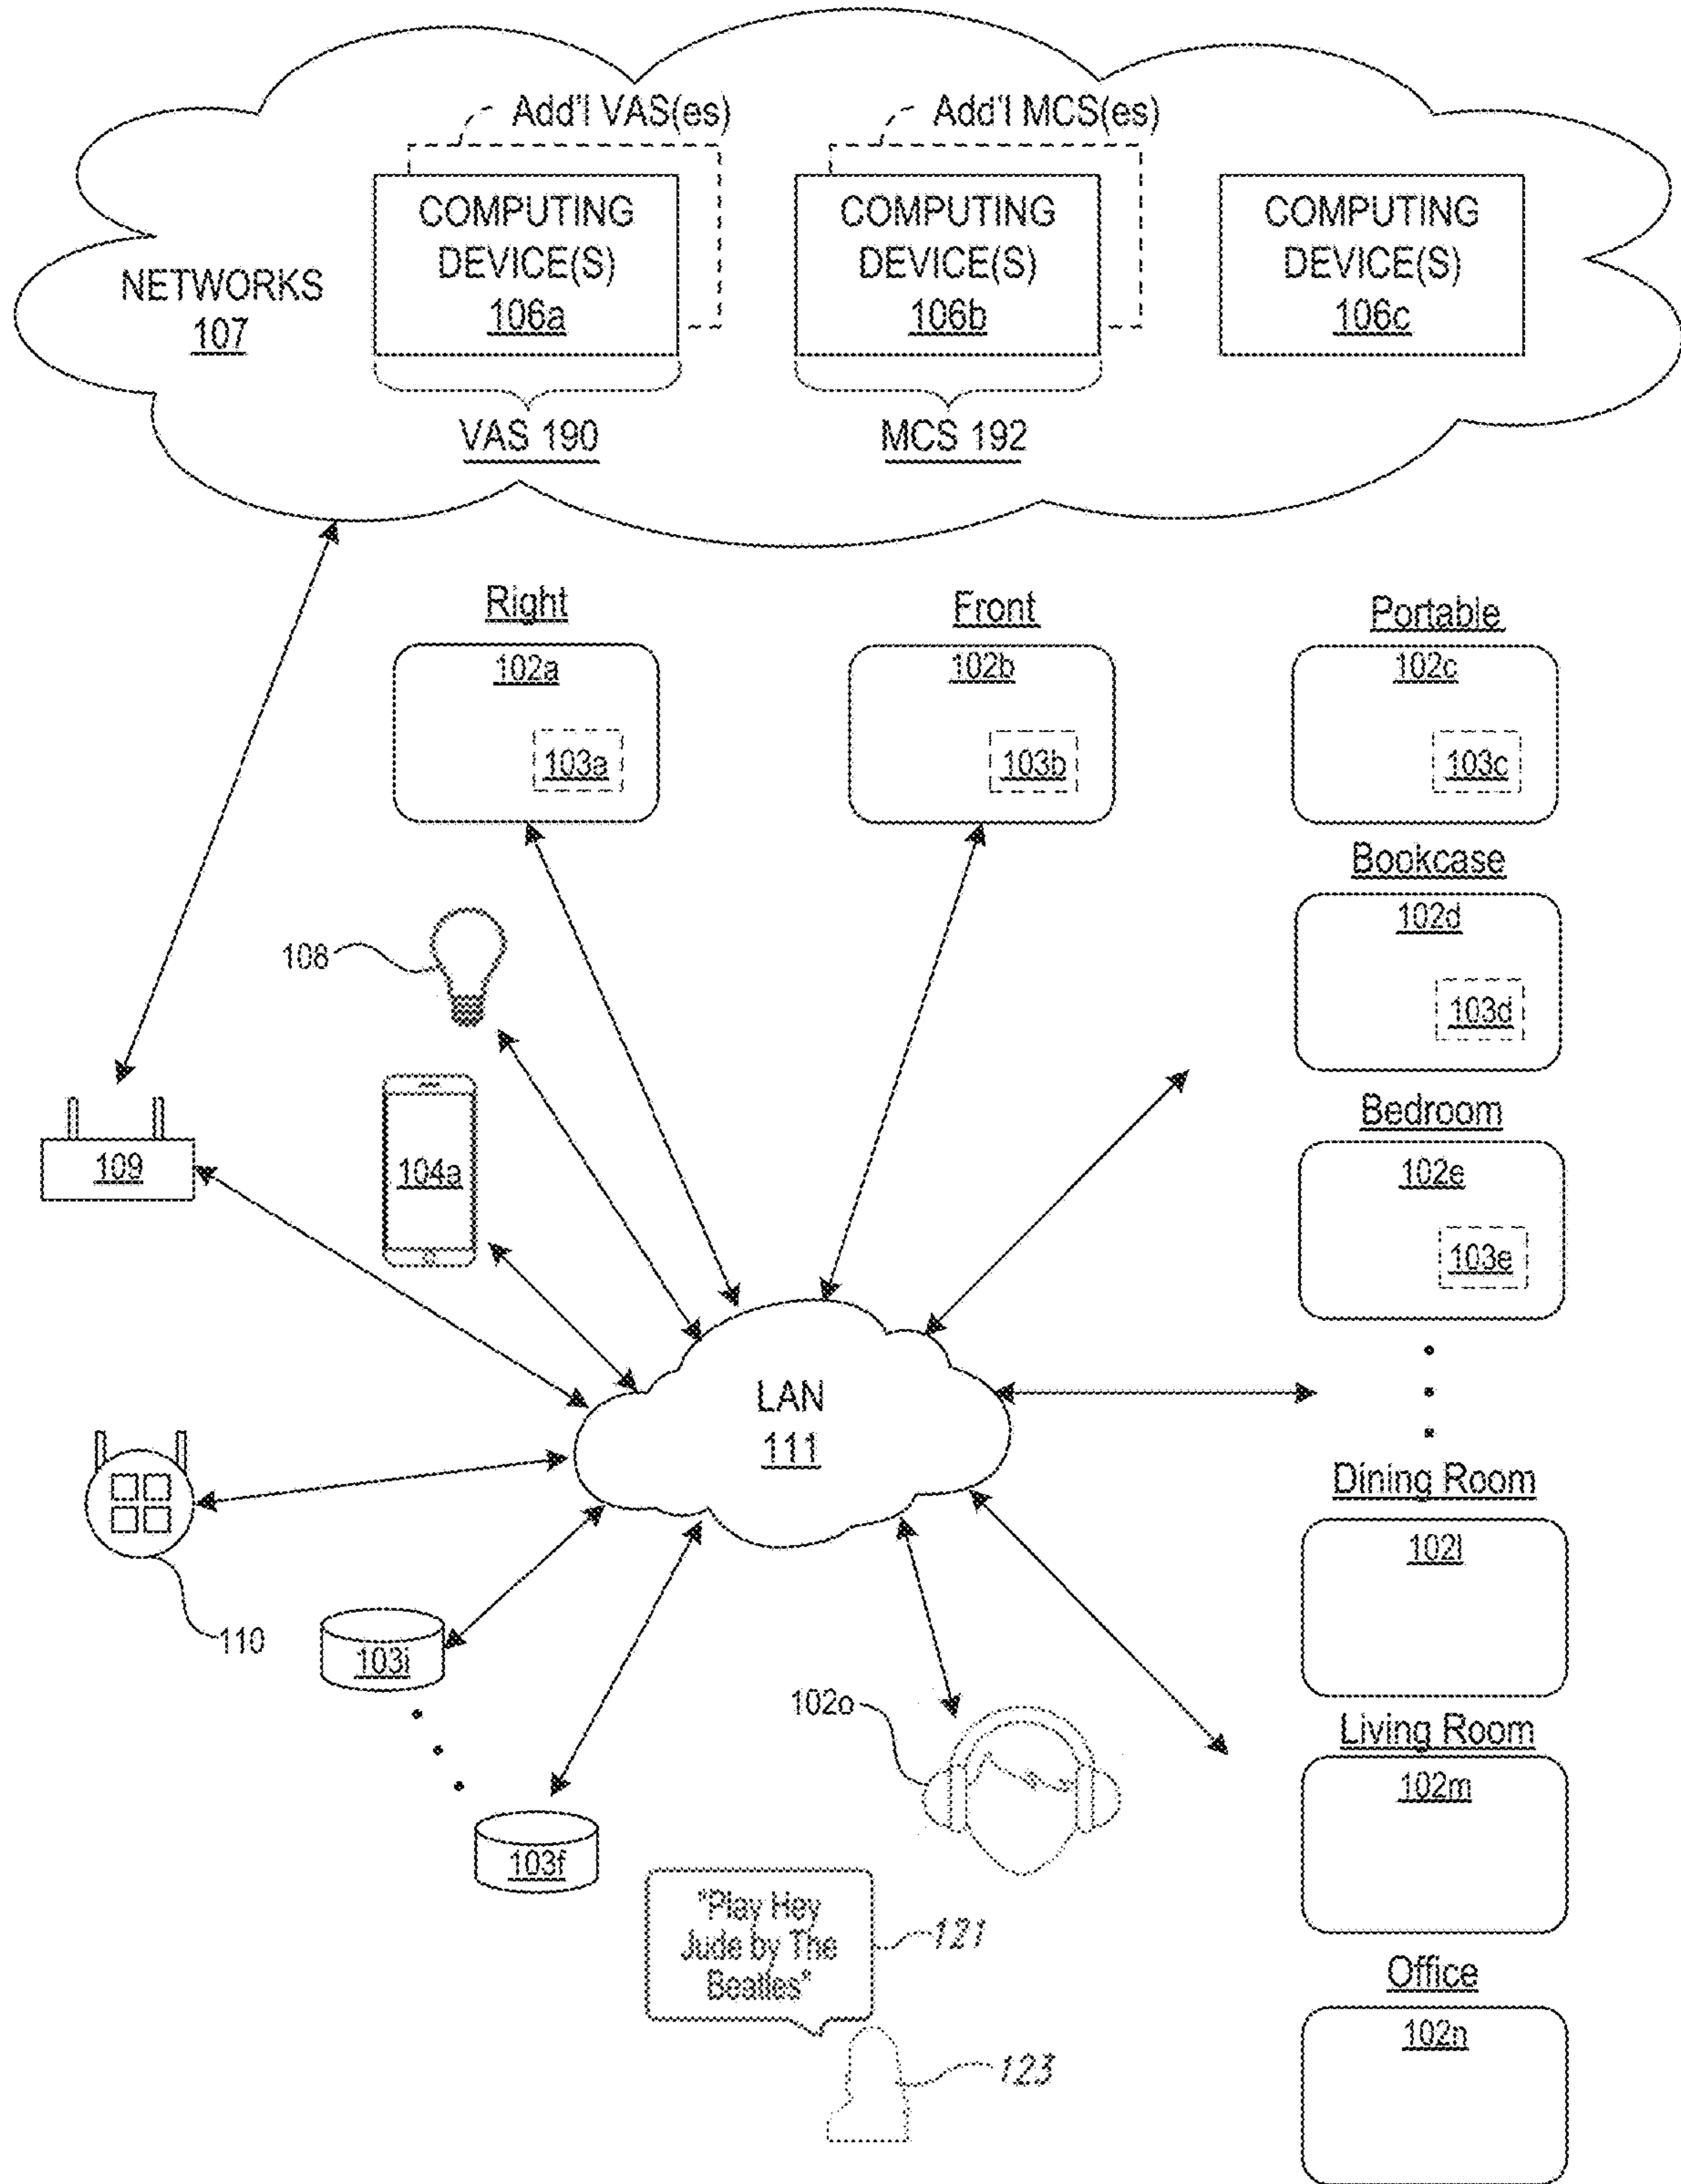 Add'l VAS(es)
Add'l MCS(es)
COMPUTING
DEVICE(S)
106a
COMPUTING
DEVICE(S)
106b
COMPUTING
DEVICE(S)
106c
NETWORKS
107
VAS 190
MCS 192
Right
102a
103a
Front
102b
103b
Portable
102c
103c
Bookcase
102d
103d
Bedroom
102e
103e
108
104a
109
LAN
111
110
103i
103f
102o
Dining Room
102l
Living Room
102m
Office
102n
"Play Hey
Jude by The
Beatles"
121
123